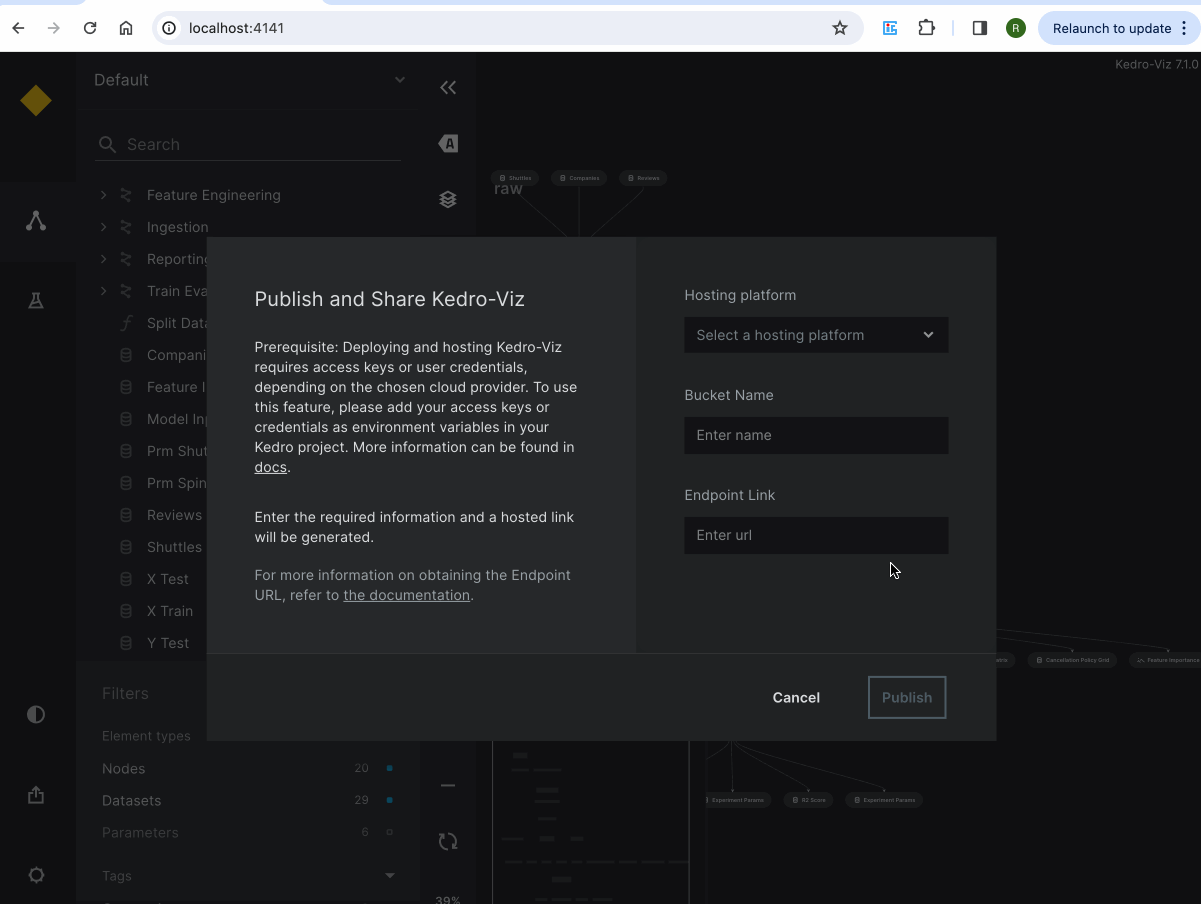 localhost:4141
R
Relaunch to update
Kedro-Viz 7.1.0
Default
A
Search
Feature Engineering
Ingestion
Reporting
Train Eva
Split Data
Compani
Feature I
Model Inp
Prm Shut
Prm Spin
Reviews
Shuttles
X Test
X Train
Y Test
Filters
Element types
Nodes 20
Datasets 29
Parameters 6
Tags
39%
Shuttles
Companies
Reviews
raw
Publish and Share Kedro-Viz
Prerequisite: Deploying and hosting Kedro-Viz
requires access keys or user credentials,
depending on the chosen cloud provider. To use
this feature, please add your access keys or
credentials as environment variables in your
Kedro project. More information can be found in
docs.
Enter the required information and a hosted link
will be generated.
For more information on obtaining the Endpoint
URL, refer to the documentation.
Hosting platform
Select a hosting platform
Bucket Name
Enter name
Endpoint Link
Enter url
Cancel
Publish
Cancellation Policy Grid
Feature Importance
Experiment Params
R2 Score
Experiment Params